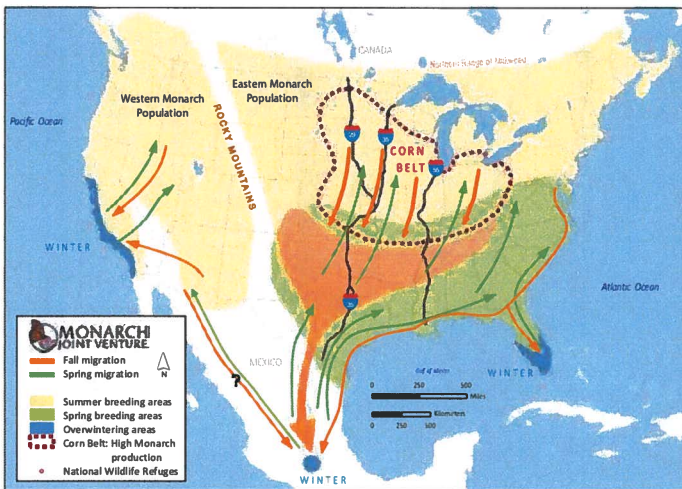 CANADA
Northern Range of Milkweed
Western Monarch
Population
Eastern Monarch
Population
Pacific Ocean
ROCKY MOUNTAINS
29
35
CORN
BELT
WINTER
35
Atlantic Ocean
MONARCH
JOINT VENTURE
Fall migration
Spring migration
N
Summer breeding areas
Spring breeding areas
Overwintering areas
Corn Belt: High Monarch
production
National Wildlife Refuges
MEXICO
?
Gulf of Mexico
0 250 500
Miles
0 250 500
Kilometers
WINTER
WINTER